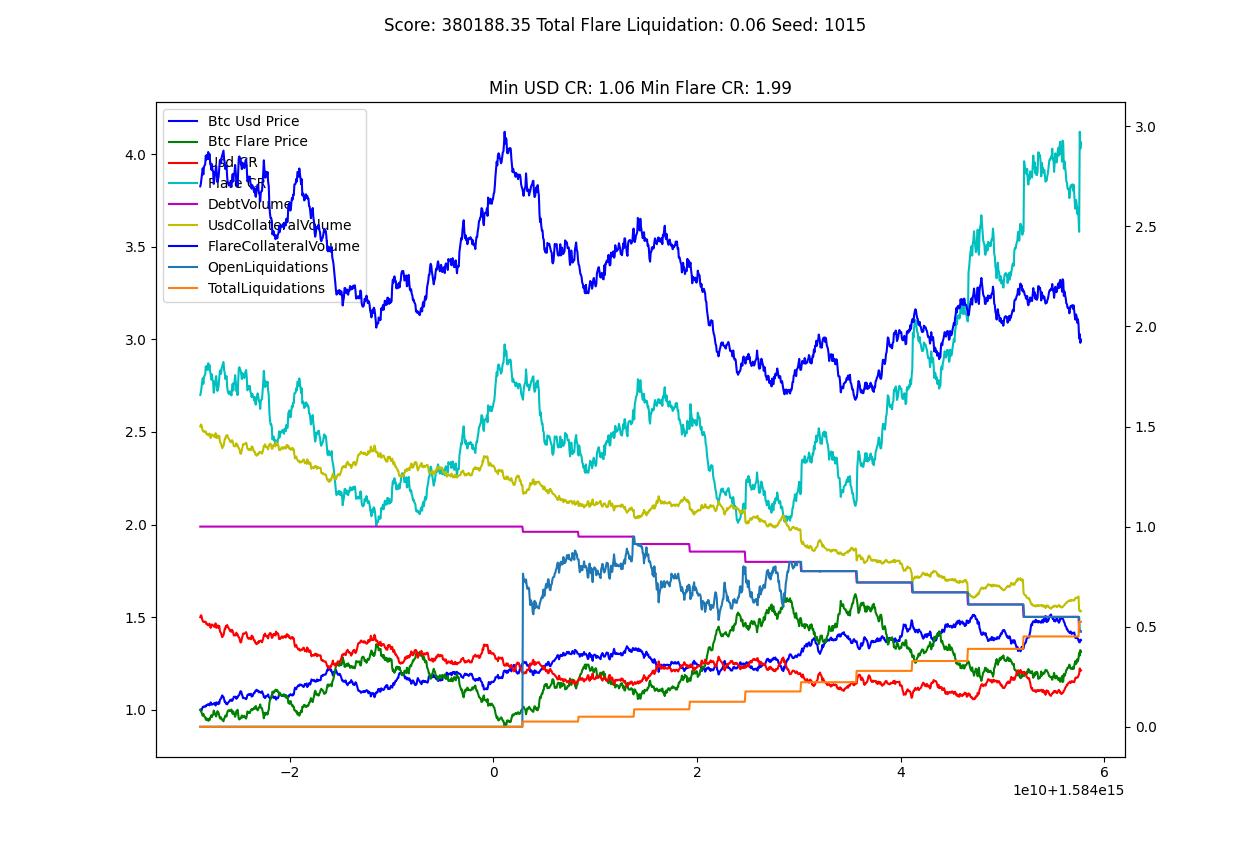 Score: 380188.35 Total Flare Liquidation: 0.06 Seed: 1015
Min USD CR: 1.06 Min Flare CR: 1.99
Btc Usd Price
Btc Flare Price
Usd CR
Flare CR
DebtVolume
UsdCollateralVolume
FlareCollateralVolume
OpenLiquidations
TotalLiquidations
4.0
3.5
3.0
2.5
2.0
1.5
1.0
3.0
2.5
2.0
1.5
1.0
0.5
0.0
−2 0 2 4 6
1e10+1.584e15